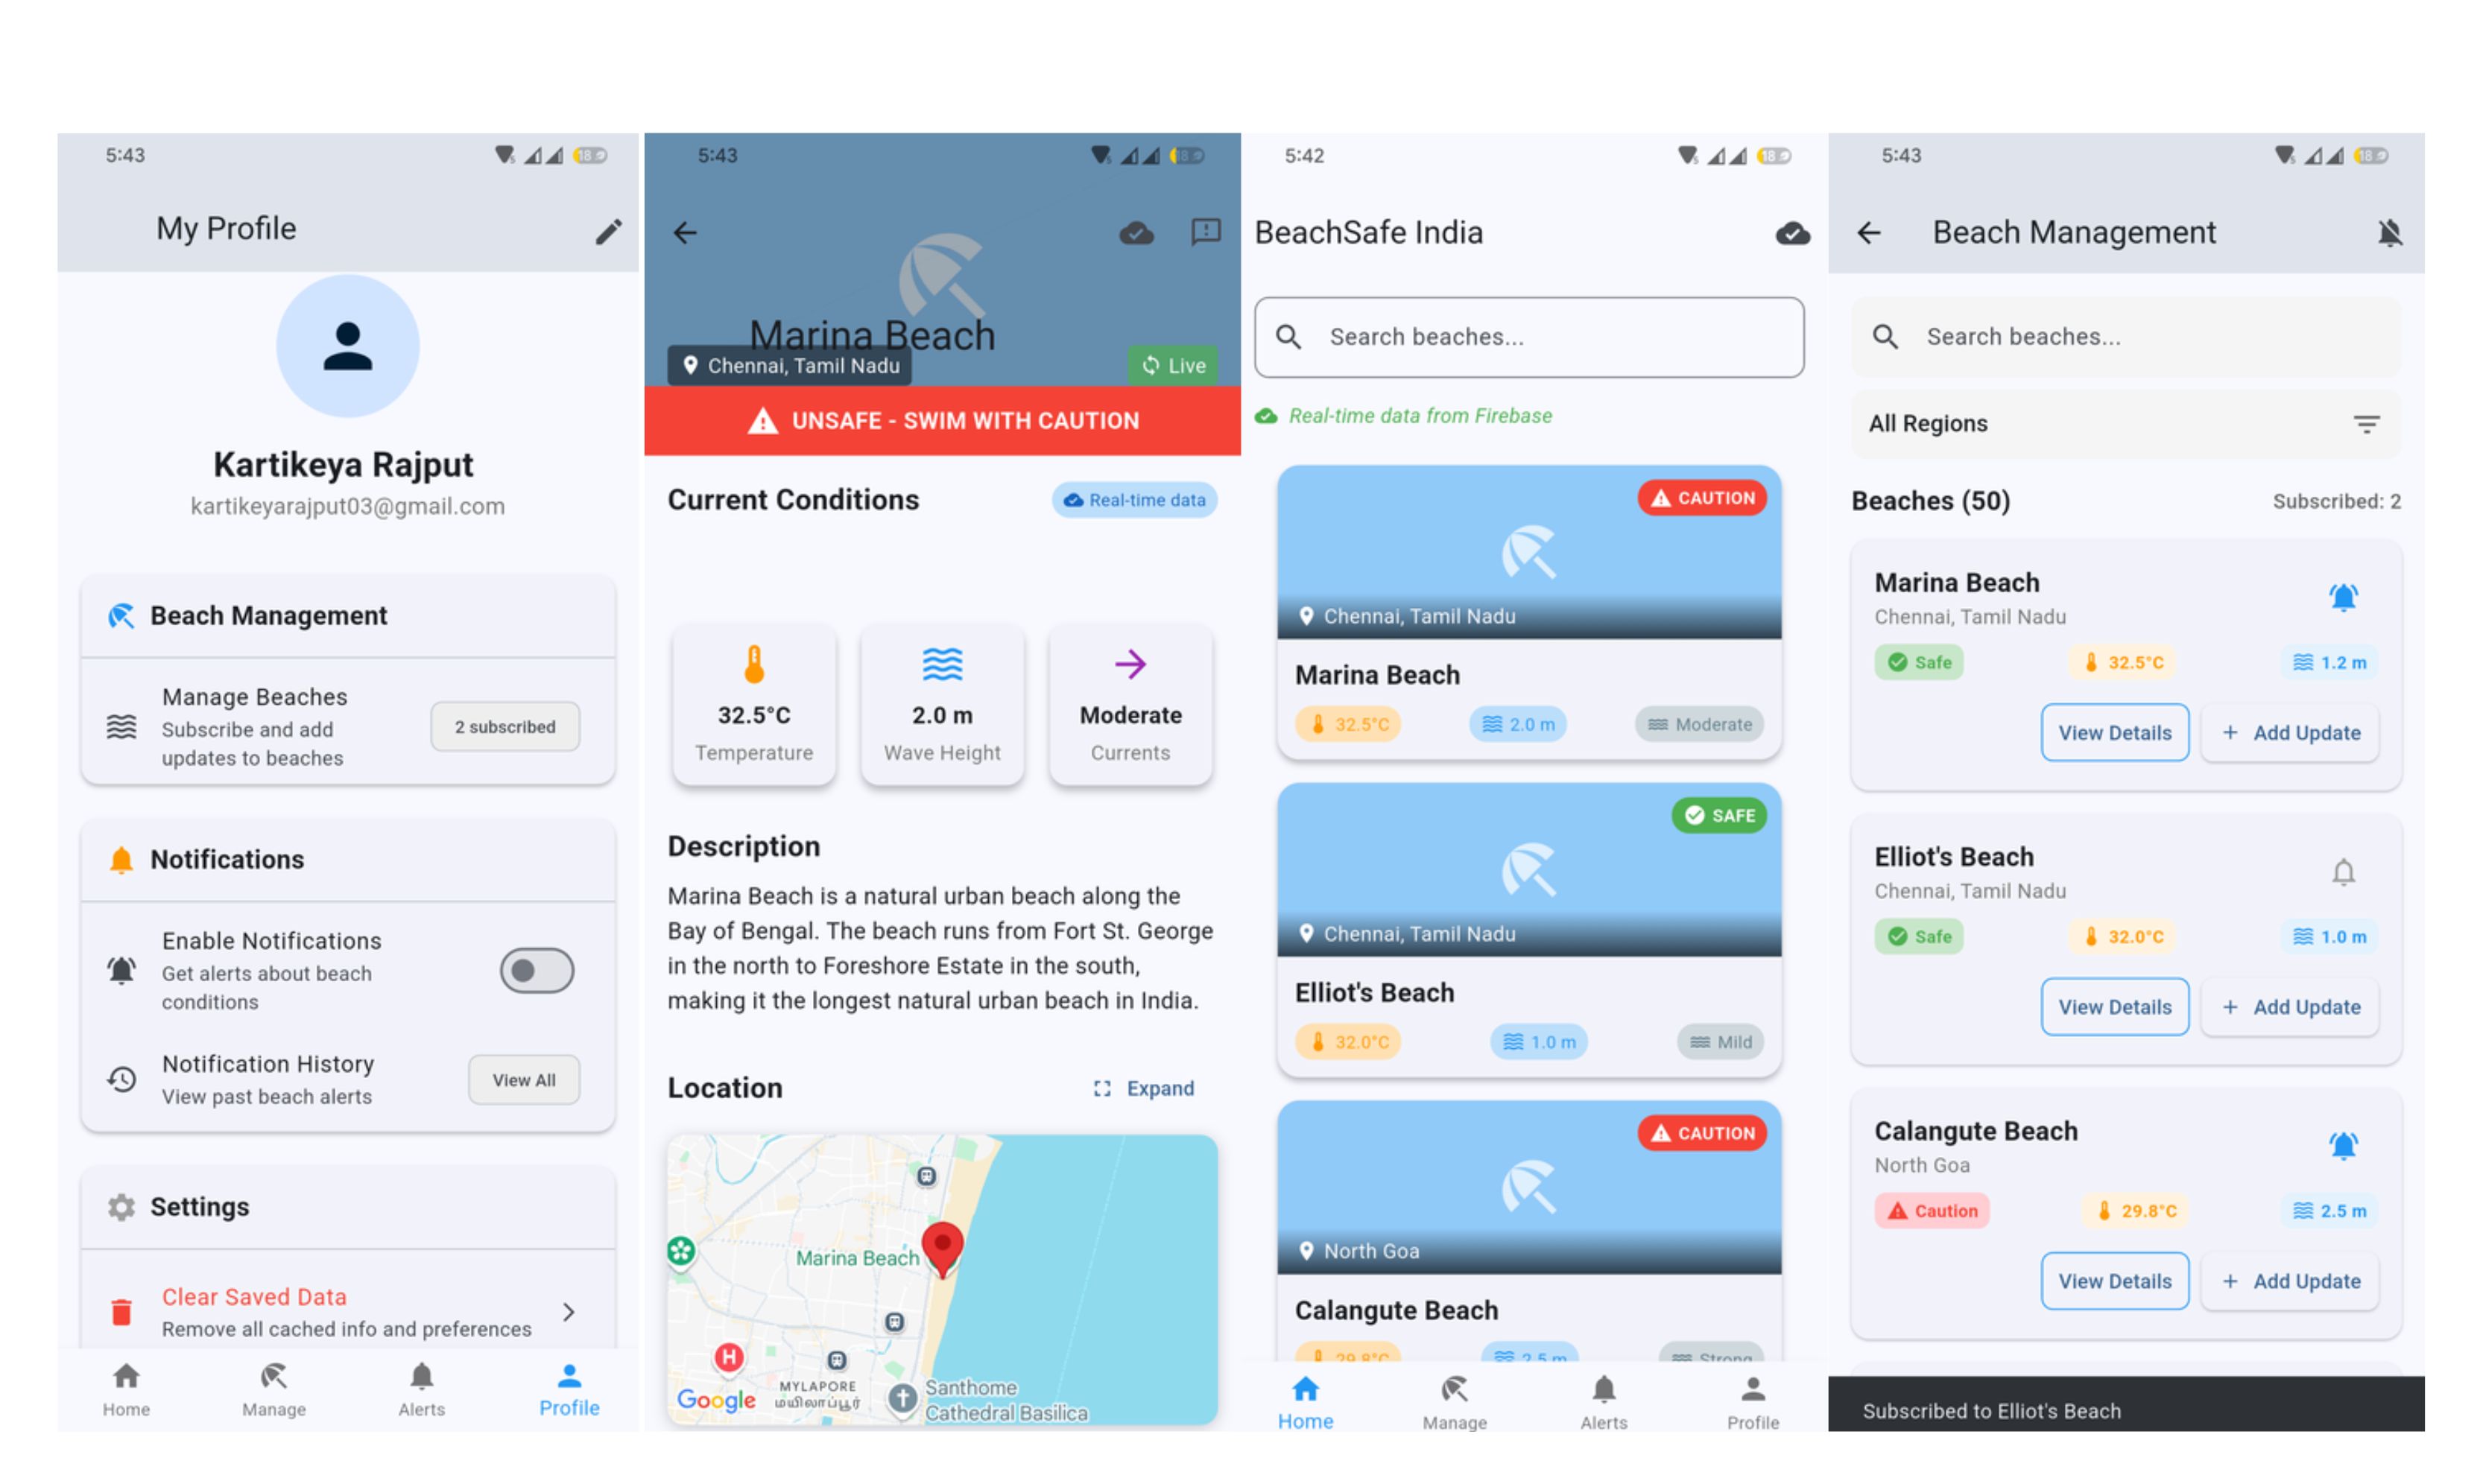 5:43
18
My Profile
Kartikeya Rajput
kartikeyarajput03@gmail.com
Beach Management
Manage Beaches
Subscribe and add
updates to beaches
2 subscribed
Notifications
Enable Notifications
Get alerts about beach
conditions
Notification History
View past beach alerts
View All
Settings
Clear Saved Data
Remove all cached info and preferences
Home
Manage
Alerts
Profile
5:43
18
Marina Beach
Chennai, Tamil Nadu
Live
UNSAFE - SWIM WITH CAUTION
Current Conditions
Real-time data
32.5°C
Temperature
2.0 m
Wave Height
Moderate
Currents
Description
Marina Beach is a natural urban beach along the
Bay of Bengal. The beach runs from Fort St. George
in the north to Foreshore Estate in the south,
making it the longest natural urban beach in India.
Location
Expand
Marina Beach
H
MYLAPORE
மயிலாப்பூர்
Google
Santhome
Cathedral Basilica
5:42
18
BeachSafe India
Search beaches...
Real-time data from Firebase
CAUTION
Chennai, Tamil Nadu
Marina Beach
32.5°C
2.0 m
Moderate
SAFE
Chennai, Tamil Nadu
Elliot's Beach
32.0°C
1.0 m
Mild
CAUTION
North Goa
Calangute Beach
29.8°C
2.5 m
Strong
Home
Manage
Alerts
Profile
5:43
18
Beach Management
Search beaches...
All Regions
Beaches (50)
Subscribed: 2
Marina Beach
Chennai, Tamil Nadu
Safe
32.5°C
1.2 m
View Details
+ Add Update
Elliot's Beach
Chennai, Tamil Nadu
Safe
32.0°C
1.0 m
View Details
+ Add Update
Calangute Beach
North Goa
Caution
29.8°C
2.5 m
View Details
+ Add Update
Subscribed to Elliot's Beach